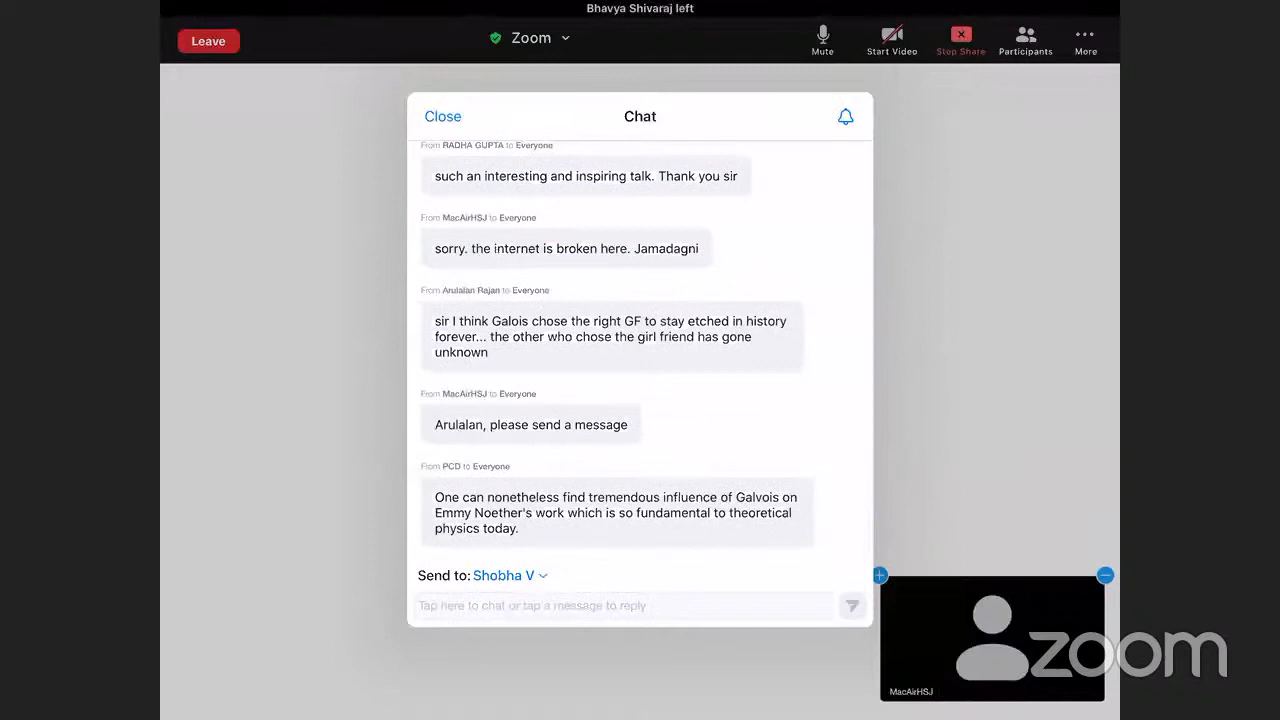 Bhavya Shivaraj left
Leave
Zoom
Mute
Start Video
Stop Share
Participants
More
Close
Chat
From RADHA GUPTA to Everyone
such an interesting and inspiring talk. Thank you sir
From MacAirHSJ to Everyone
sorry. the internet is broken here. Jamadagni
From Arulalan Rajan to Everyone
sir I think Galois chose the right GF to stay etched in history
forever... the other who chose the girl friend has gone
unknown
From MacAirHSJ to Everyone
Arulalan, please send a message
From PCD to Everyone
One can nonetheless find tremendous influence of Galvois on
Emmy Noether's work which is so fundamental to theoretical
physics today.
Send to: Shobha V
Tap here to chat or tap a message to reply
zoom
MacAirHSJ